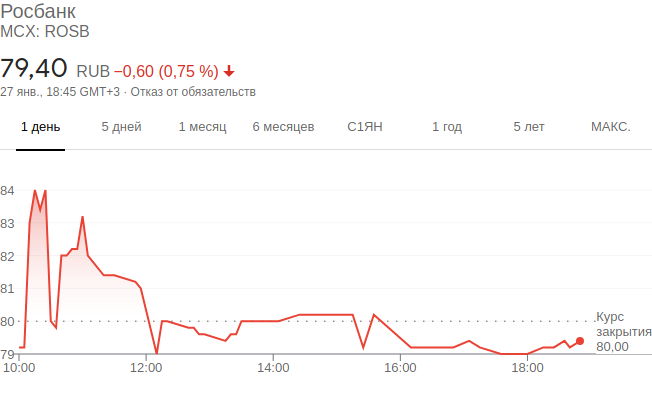 Росбанк
MCX: ROSB
79,40 RUB −0,60 (0,75 %)
27 янв., 18:45 GMT+3 · Отказ от обязательств
1 день 5 дней 1 месяц 6 месяцев С1ЯН 1 год 5 лет МАКС.
84
83
82
81
80
79
Курс
закрытия
80,00
10:00 12:00 14:00 16:00 18:00